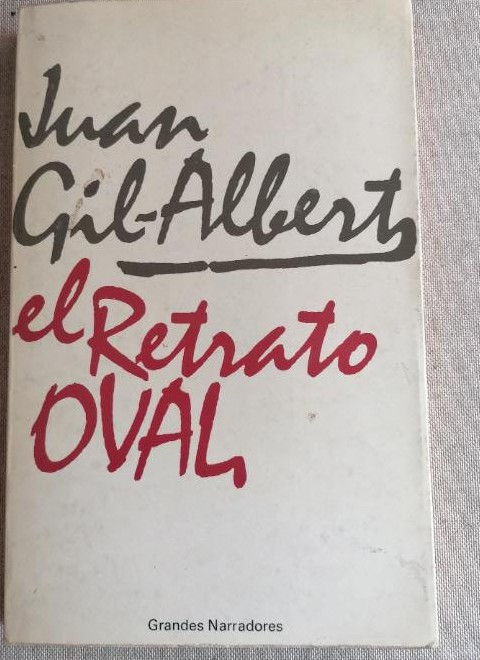 Juan
Gil-Albert
el Retrato
OVAL
Grandes Narradores